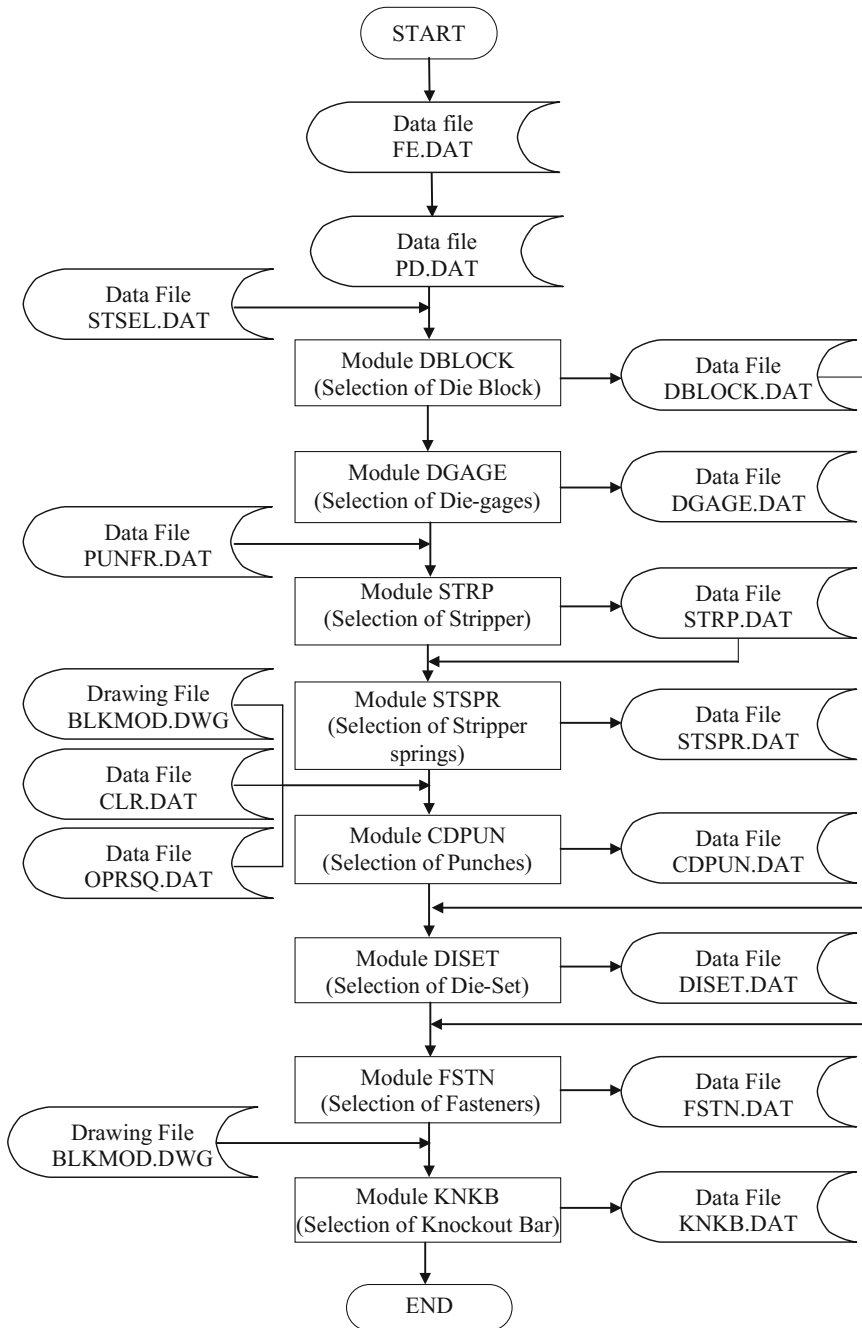 START
Data file
FE.DAT
Data file
PD.DAT
Data File
STSEL.DAT
Module DBLOCK
(Selection of Die Block)
Data File
DBLOCK.DAT
Module DGAGE
(Selection of Die-gages)
Data File
DGAGE.DAT
Data File
PUNFR.DAT
Module STRP
(Selection of Stripper)
Data File
STRP.DAT
Drawing File
BLKMOD.DWG
Module STSPR
(Selection of Stripper
springs)
Data File
STSPR.DAT
Data File
CLR.DAT
Data File
OPRSQ.DAT
Module CDPUN
(Selection of Punches)
Data File
CDPUN.DAT
Module DISET
(Selection of Die-Set)
Data File
DISET.DAT
Module FSTN
(Selection of Fasteners)
Data File
FSTN.DAT
Drawing File
BLKMOD.DWG
Module KNKB
(Selection of Knockout Bar)
Data File
KNKB.DAT
END